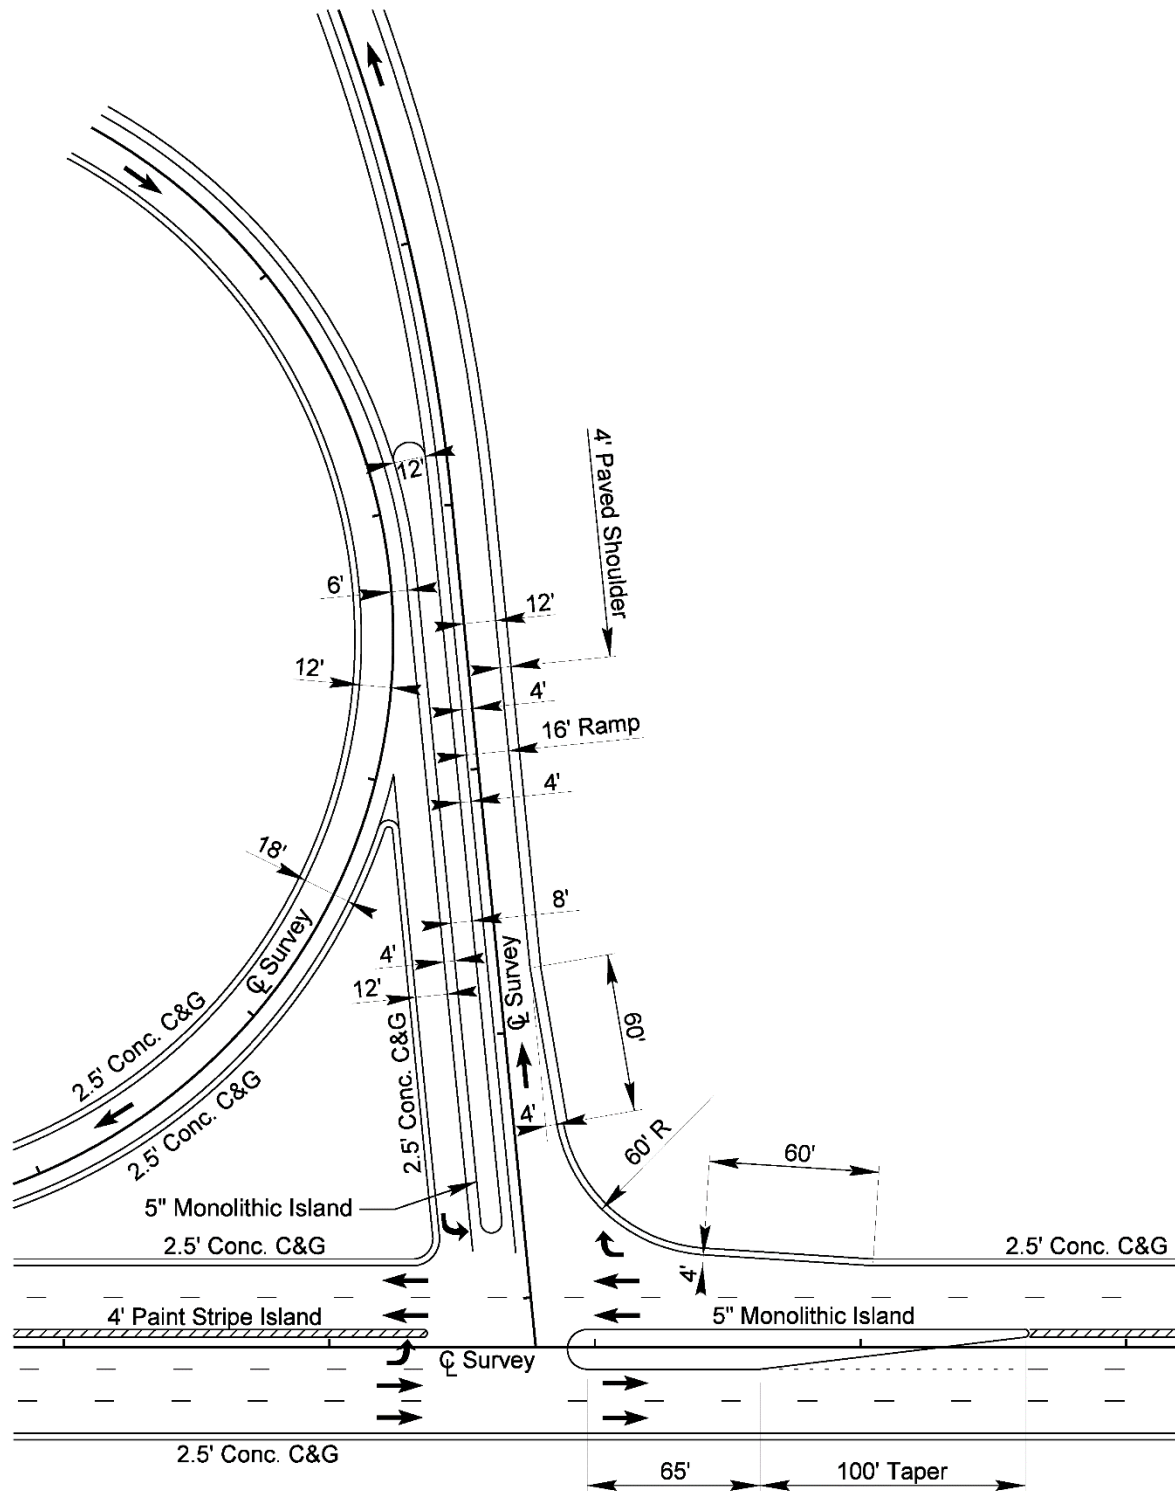 4' Paved Shoulder
12'
6'
12'
12'
4'
16' Ramp
4'
18'
8'
4'
12'
℄ Survey
℄ Survey
60'
2.5' Conc. C&G
2.5' Conc. C&G
2.5' Conc. C&G
4'
60' R
60'
5" Monolithic Island
2.5' Conc. C&G
2.5' Conc. C&G
4'
4' Paint Stripe Island
5" Monolithic Island
℄ Survey
2.5' Conc. C&G
65'
100' Taper